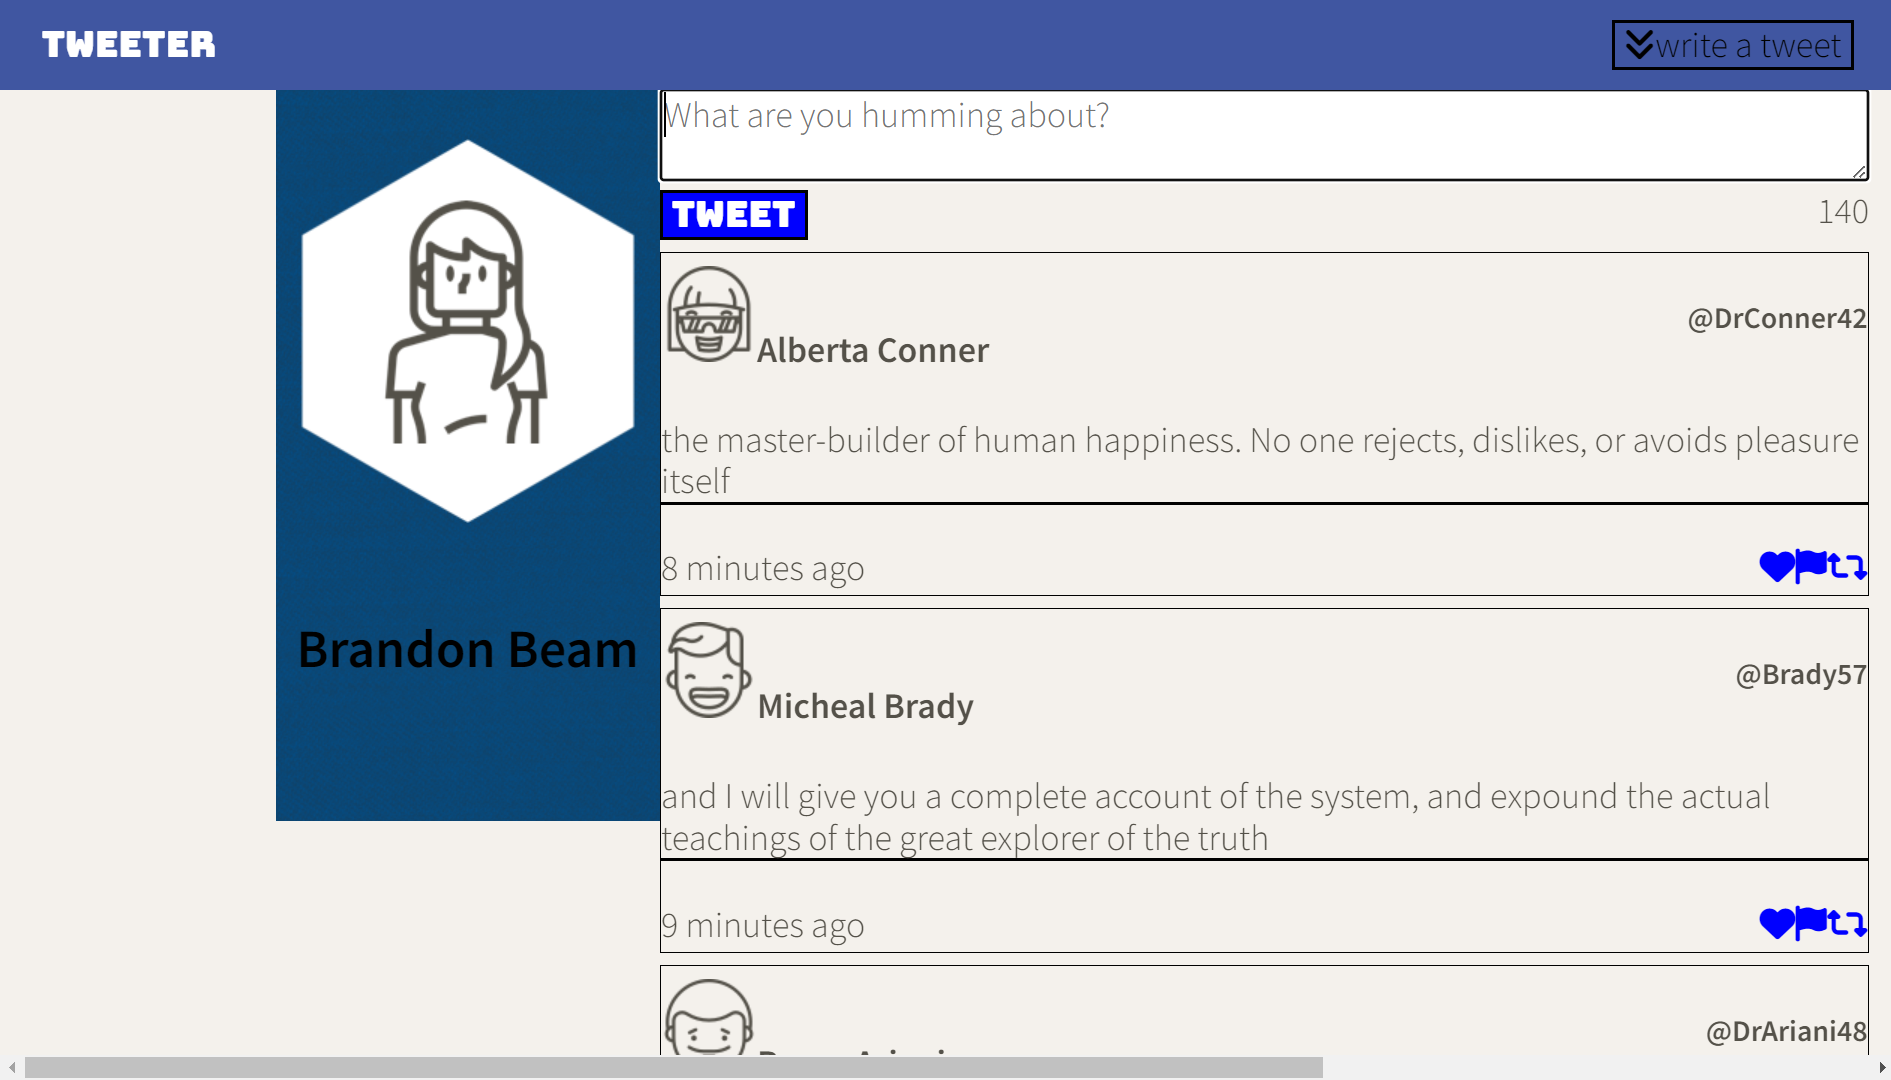 TWEETER
write a tweet
What are you humming about?
TWEET
140
Brandon Beam
@DrConner42
Alberta Conner
the master-builder of human happiness. No one rejects, dislikes, or avoids pleasure
itself
8 minutes ago
@Brady57
Micheal Brady
and I will give you a complete account of the system, and expound the actual
teachings of the great explorer of the truth
9 minutes ago
@DrAriani48